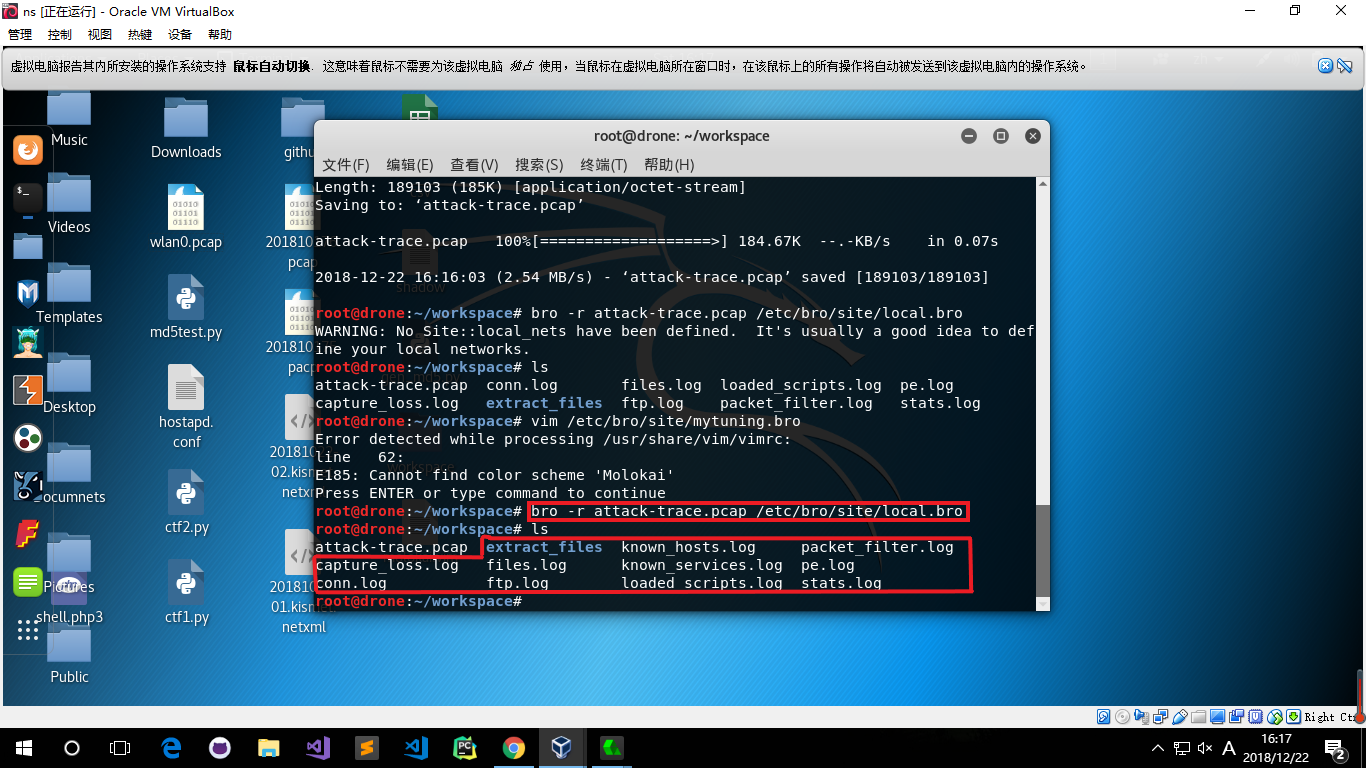 ns [正在运行] - Oracle VM VirtualBox
管理 控制 视图 热键 设备 帮助
虚拟电脑报告其内所安装的操作系统支持 鼠标自动切换. 这意味着鼠标不需要为该虚拟电脑 独占 使用，当鼠标在虚拟电脑所在窗口时，在该鼠标上的所有操作将自动被发送到该虚拟电脑内的操作系统。
Music
Downloads
githu
Videos
wlan0.pcap
201810
pcap
Templates
md5test.py
201810
pacp
Desktop
hostapd.
conf
201810
02.kism
netxm
Documnets
ctf2.py
Pictures
shell.php3
ctf1.py
201810
01.kismet
netxml
Public
root@drone: ~/workspace
文件(F) 编辑(E) 查看(V) 搜索(S) 终端(T) 帮助(H)
Length: 189103 (185K) [application/octet-stream]
Saving to: ‘attack-trace.pcap’
attack-trace.pcap 100%[===================>] 184.67K --.-KB/s in 0.07s
2018-12-22 16:16:03 (2.54 MB/s) - ‘attack-trace.pcap’ saved [189103/189103]
root@drone:~/workspace# bro -r attack-trace.pcap /etc/bro/site/local.bro
WARNING: No Site::local_nets have been defined. It's usually a good idea to def
ine your local networks.
root@drone:~/workspace# ls
attack-trace.pcap conn.log files.log loaded_scripts.log pe.log
capture_loss.log extract_files ftp.log packet_filter.log stats.log
root@drone:~/workspace# vim /etc/bro/site/mytuning.bro
Error detected while processing /usr/share/vim/vimrc:
line 62:
E185: Cannot find color scheme 'Molokai'
Press ENTER or type command to continue
root@drone:~/workspace# bro -r attack-trace.pcap /etc/bro/site/local.bro
root@drone:~/workspace# ls
attack-trace.pcap extract_files known_hosts.log packet_filter.log
capture_loss.log files.log known_services.log pe.log
conn.log ftp.log loaded_scripts.log stats.log
root@drone:~/workspace#
shadow
workspace
Right Ctr
16:17
2018/12/22
2